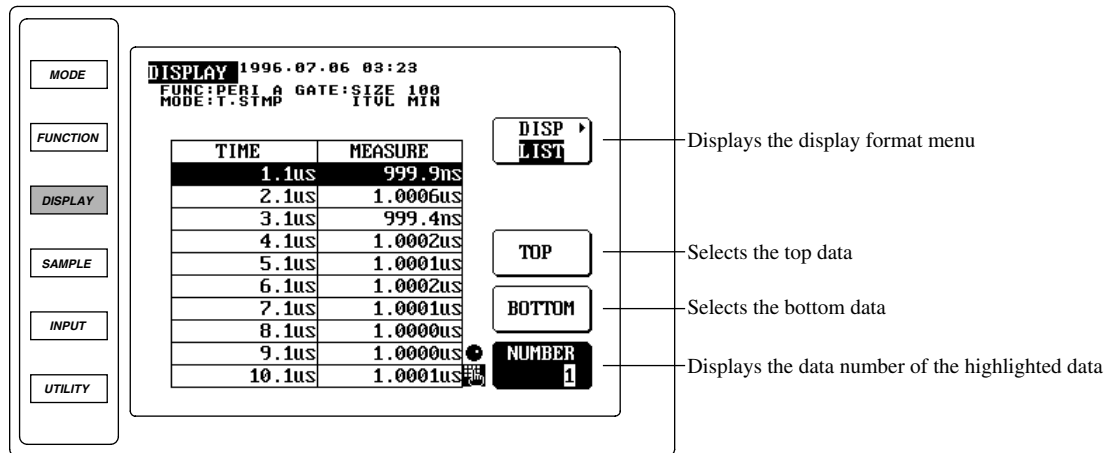 MODE
FUNCTION
DISPLAY
SAMPLE
INPUT
UTILITY
DISPLAY 1996.07.06 03:23
FUNC:PERI A GATE:SIZE 100
MODE:T.STMP ITVL MIN
TIME MEASURE
1.1us 999.9ns
2.1us 1.0006us
3.1us 999.4ns
4.1us 1.0002us
5.1us 1.0001us
6.1us 1.0002us
7.1us 1.0001us
8.1us 1.0000us
9.1us 1.0000us
10.1us 1.0001us
DISP
LIST
TOP
BOTTOM
NUMBER
1
Displays the display format menu
Selects the top data
Selects the bottom data
Displays the data number of the highlighted data